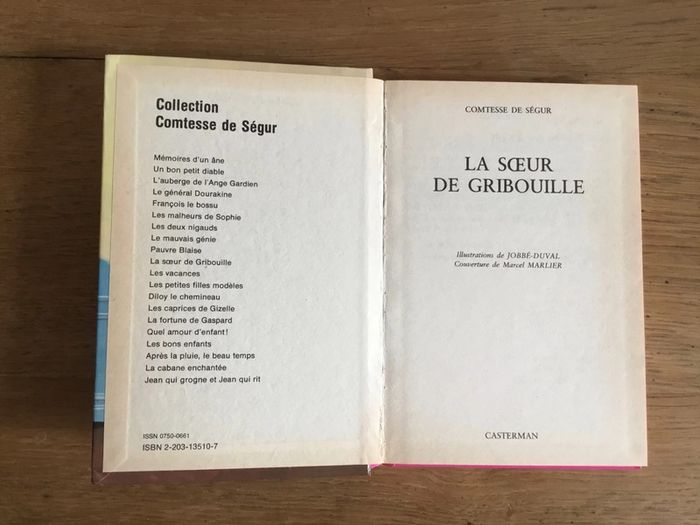 Collection
Comtesse de Ségur
Mémoires d'un âne
Un bon petit diable
L'auberge de l'Ange Gardien
Le général Dourakine
François le bossu
Les malheurs de Sophie
Les deux nigauds
Le mauvais génie
Pauvre Blaise
La sœur de Gribouille
Les vacances
Les petites filles modèles
Diloy le chemineau
Les caprices de Gizelle
La fortune de Gaspard
Quel amour d'enfant!
Les bons enfants
Après la pluie, le beau temps
La cabane enchantée
Jean qui grogne et Jean qui rit
ISSN 0750-0661
ISBN 2-203-13510-7
COMTESSE DE SÉGUR
LA SŒUR
DE GRIBOUILLE
Illustrations de JOBBÉ-DUVAL
Couverture de Marcel MARLIER
CASTERMAN